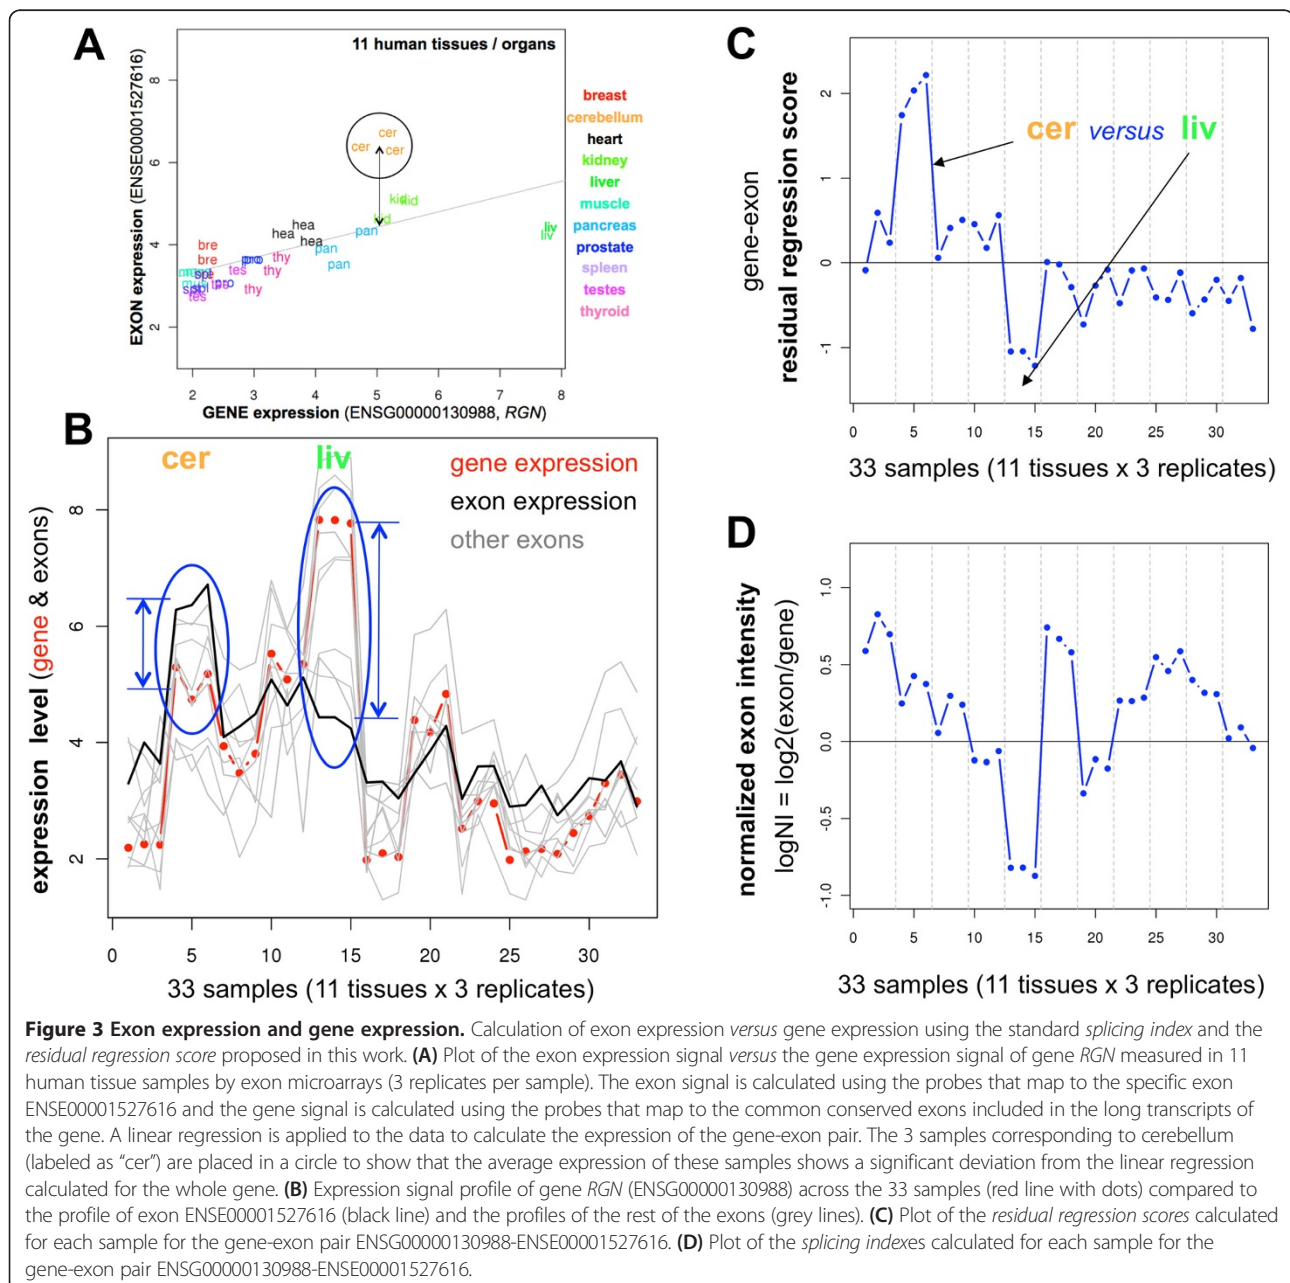 A
11 human tissues / organs
EXON expression (ENSE00001527616)
8
6
4
2
cer
cer
cer
kid
kid
kid
hea
hea
hea
liv
liv
bre
bre
pan
pan
pan
pro
tes
thy
thy
thy
pro
tes
2
3
4
5
6
7
8
GENE expression (ENSG00000130988, RGN)
breast
cerebellum
heart
kidney
liver
muscle
pancreas
prostate
spleen
testes
thyroid
B
cer
liv
gene expression
exon expression
other exons
expression level (gene & exons)
8
6
4
2
0
5
10
15
20
25
30
33 samples (11 tissues x 3 replicates)
C
gene-exon
residual regression score
cer versus liv
2
1
0
-1
0
5
10
15
20
25
30
33 samples (11 tissues x 3 replicates)
D
normalized exon intensity
logNI = log2(exon/gene)
1.0
0.5
0.0
-0.5
-1.0
0
5
10
15
20
25
30
33 samples (11 tissues x 3 replicates)
Figure 3 Exon expression and gene expression. Calculation of exon expression versus gene expression using the standard splicing index and the
residual regression score proposed in this work. (A) Plot of the exon expression signal versus the gene expression signal of gene RGN measured in 11
human tissue samples by exon microarrays (3 replicates per sample). The exon signal is calculated using the probes that map to the specific exon
ENSE00001527616 and the gene signal is calculated using the probes that map to the common conserved exons included in the long transcripts of
the gene. A linear regression is applied to the data to calculate the expression of the gene-exon pair. The 3 samples corresponding to cerebellum
(labeled as “cer”) are placed in a circle to show that the average expression of these samples shows a significant deviation from the linear regression
calculated for the whole gene. (B) Expression signal profile of gene RGN (ENSG00000130988) across the 33 samples (red line with dots) compared to
the profile of exon ENSE00001527616 (black line) and the profiles of the rest of the exons (grey lines). (C) Plot of the residual regression scores calculated
for each sample for the gene-exon pair ENSG00000130988-ENSE00001527616. (D) Plot of the splicing indexes calculated for each sample for the
gene-exon pair ENSG00000130988-ENSE00001527616.